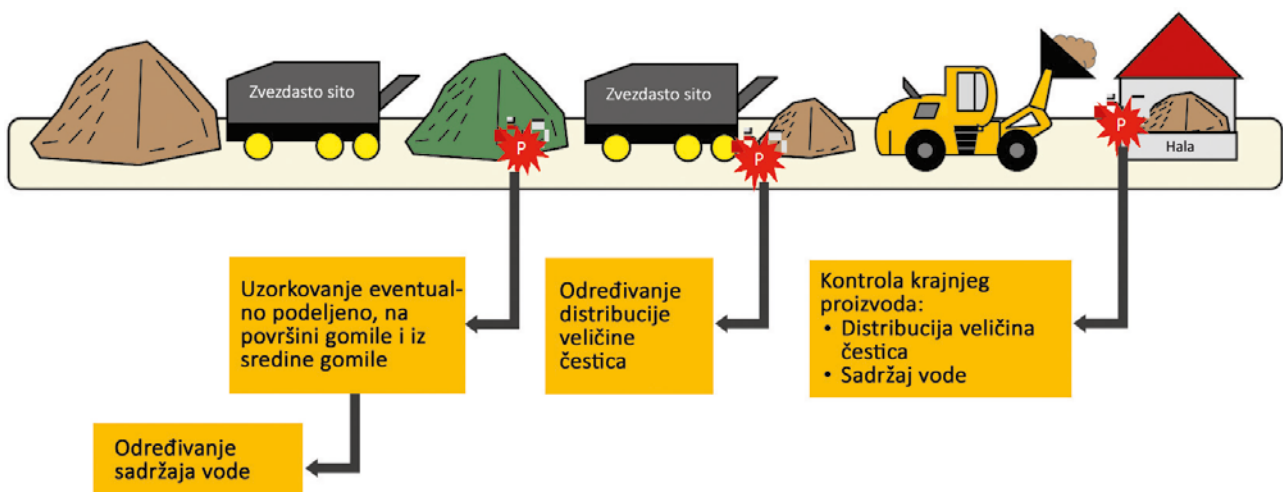 Zvezdasto sito
Zvezdasto sito
P
P
P
Hala
Uzorkovanje eventual-
no podeljeno, na
površini gomile i iz
sredine gomile
Određivanje
distribucije
veličine
čestica
Kontrola krajnjeg
proizvoda:
• Distribucija veličina
čestica
• Sadržaj vode
Određivanje
sadržaja vode